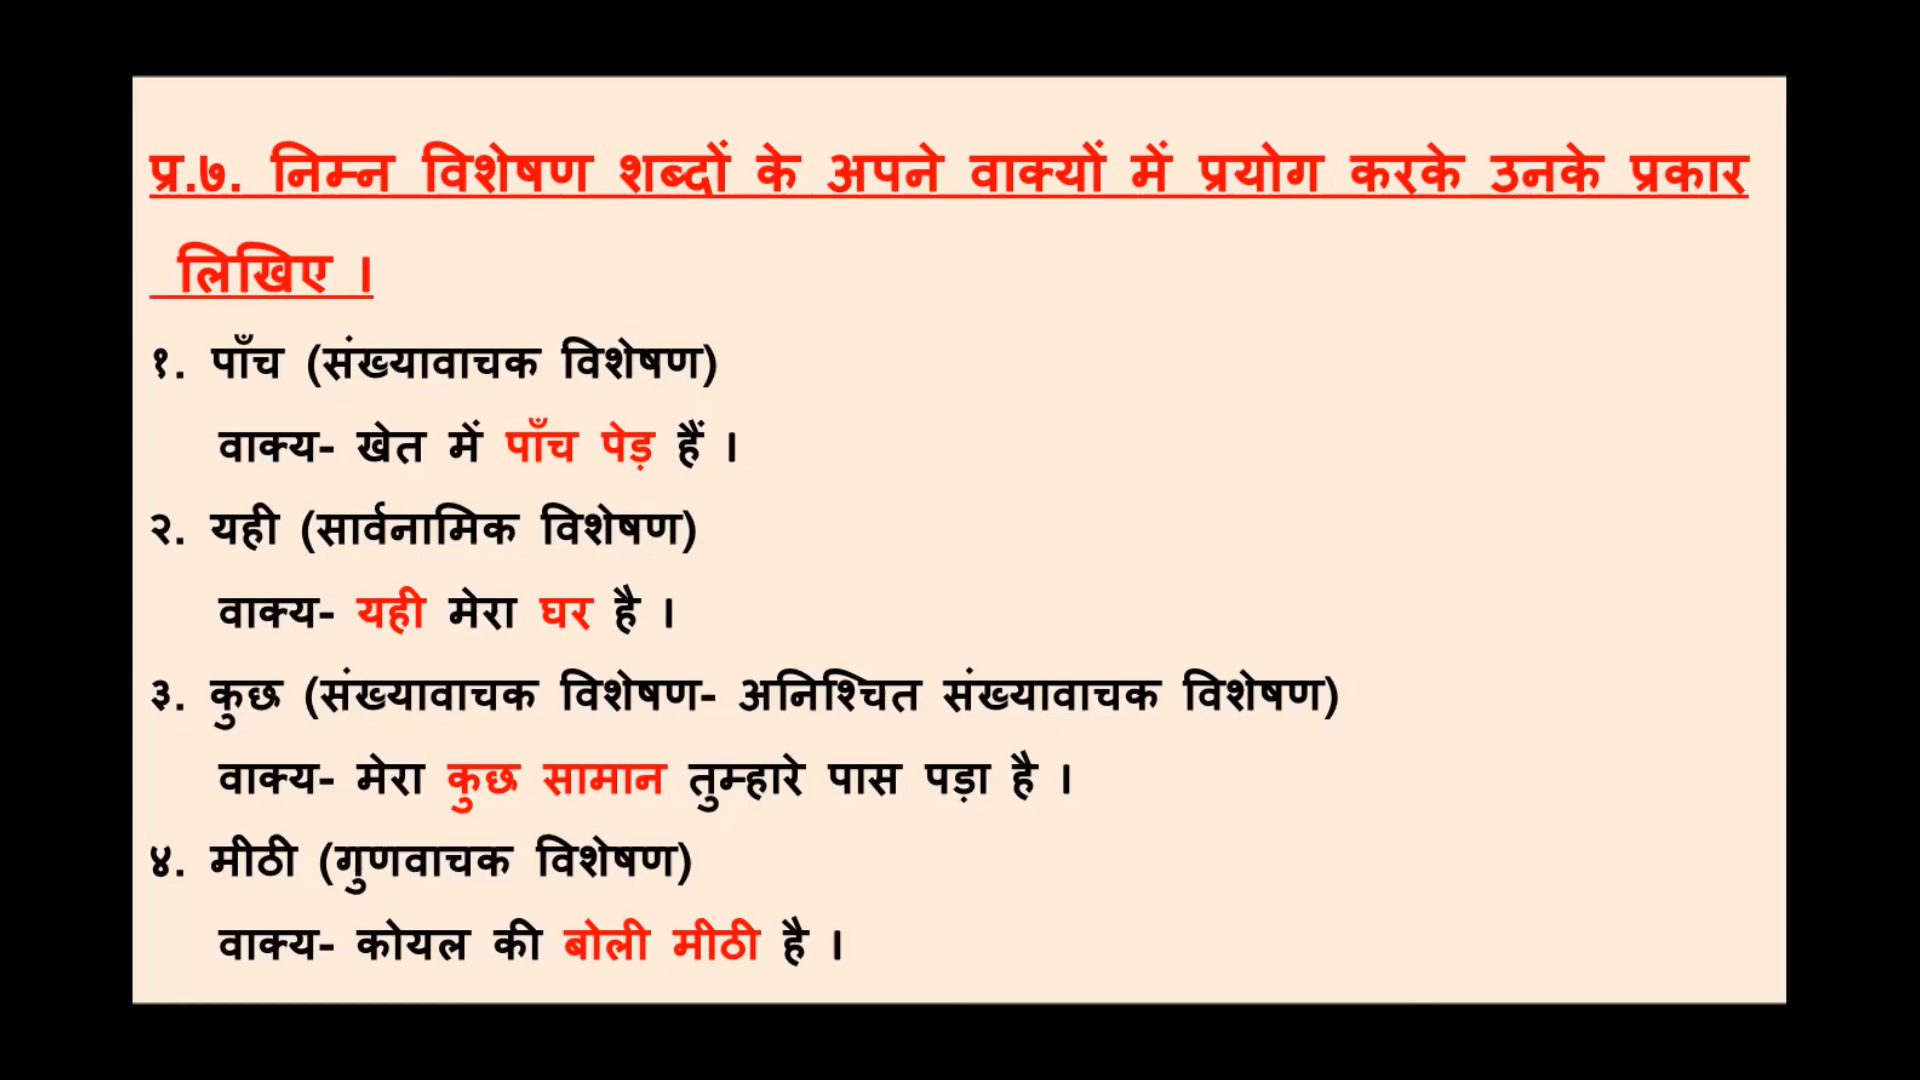 प्र.७. निम्न विशेषण शब्दों के अपने वाक्यों में प्रयोग करके उनके प्रकार
लिखिए ।
१. पाँच (संख्यावाचक विशेषण)
वाक्य- खेत में पाँच पेड़ हैं ।
२. यही (सार्वनामिक विशेषण)
वाक्य- यही मेरा घर है ।
३. कुछ (संख्यावाचक विशेषण- अनिश्चित संख्यावाचक विशेषण)
वाक्य- मेरा कुछ सामान तुम्हारे पास पड़ा है ।
४. मीठी (गुणवाचक विशेषण)
वाक्य- कोयल की बोली मीठी है ।